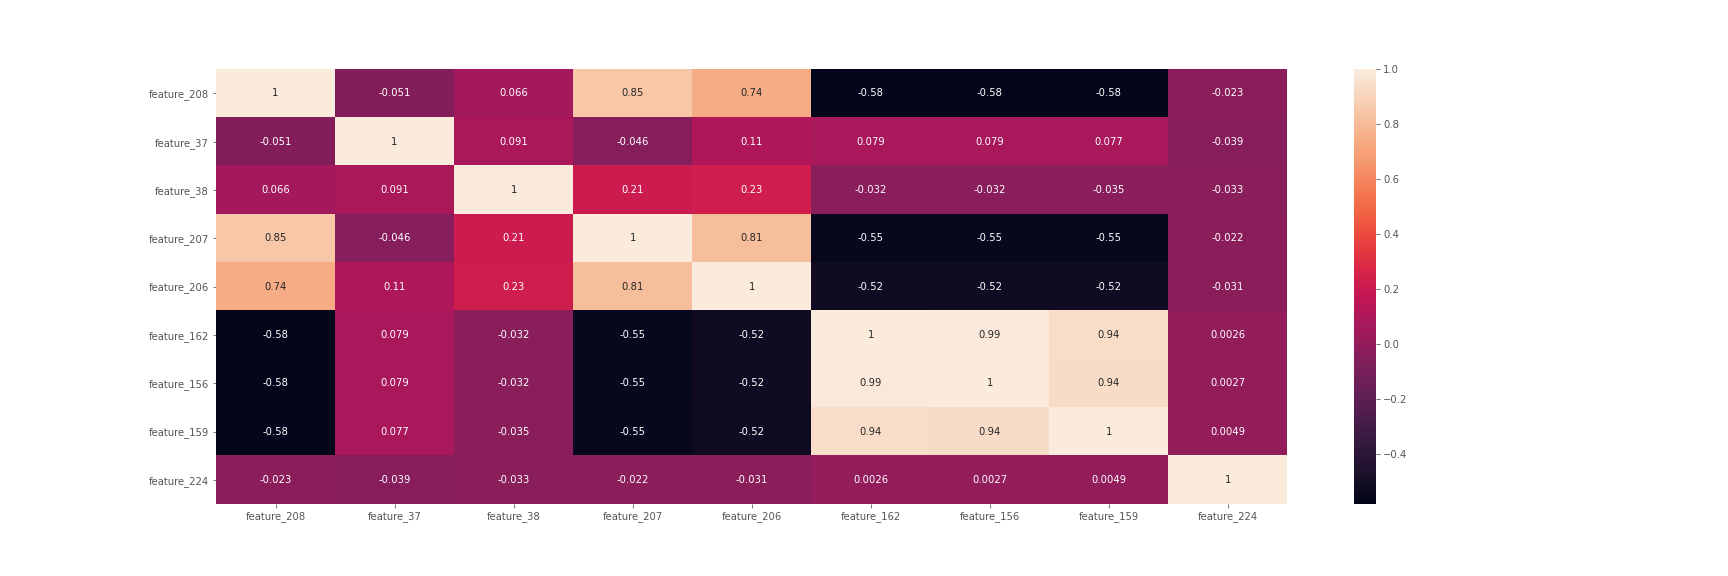 1.0
feature_208 1 -0.051 0.066 0.85 0.74 -0.58 -0.58 -0.58 -0.023
0.8
feature_37 -0.051 1 0.091 -0.046 0.11 0.079 0.079 0.077 -0.039
0.6
feature_38 0.066 0.091 1 0.21 0.23 -0.032 -0.032 -0.035 -0.033
0.4
feature_207 0.85 -0.046 0.21 1 0.81 -0.55 -0.55 -0.55 -0.022
0.2
feature_206 0.74 0.11 0.23 0.81 1 -0.52 -0.52 -0.52 -0.031
0.0
feature_162 -0.58 0.079 -0.032 -0.55 -0.52 1 0.99 0.94 0.0026
feature_156 -0.58 0.079 -0.032 -0.55 -0.52 0.99 1 0.94 0.0027
−0.2
feature_159 -0.58 0.077 -0.035 -0.55 -0.52 0.94 0.94 1 0.0049
−0.4
feature_224 -0.023 -0.039 -0.033 -0.022 -0.031 0.0026 0.0027 0.0049 1
feature_208 feature_37 feature_38 feature_207 feature_206 feature_162 feature_156 feature_159 feature_224